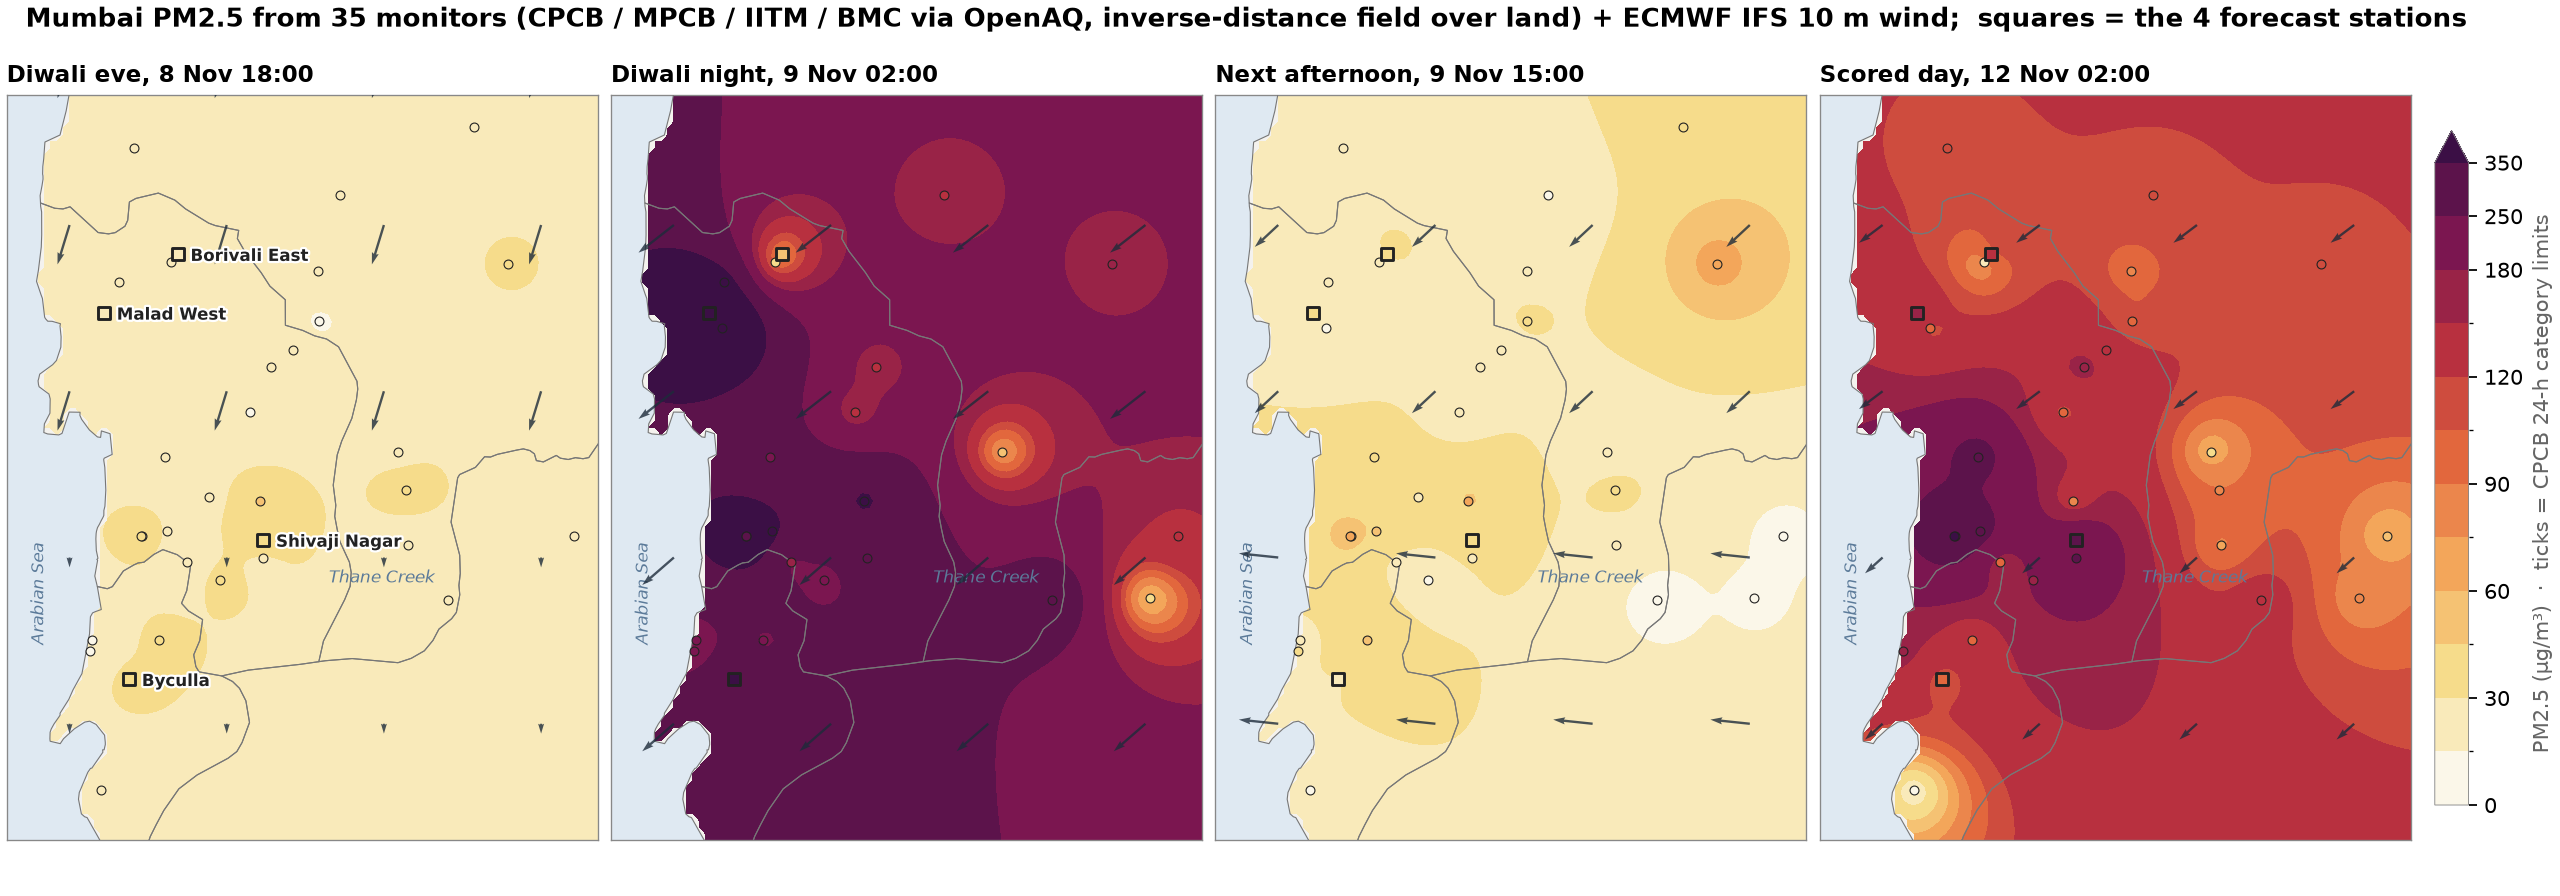 Mumbai PM2.5 from 35 monitors (CPCB / MPCB / IITM / BMC via OpenAQ, inverse-distance field over land) + ECMWF IFS 10 m wind;  squares = the 4 forecast stations
Diwali eve, 8 Nov 18:00
Borivali East
Malad West
Shivaji Nagar
Thane Creek
Arabian Sea
Byculla
Diwali night, 9 Nov 02:00
Thane Creek
Arabian Sea
Next afternoon, 9 Nov 15:00
Thane Creek
Arabian Sea
Scored day, 12 Nov 02:00
Thane Creek
Arabian Sea
350
250
180
120
90
60
30
0
PM2.5 (µg/m³)  ·  ticks = CPCB 24-h category limits